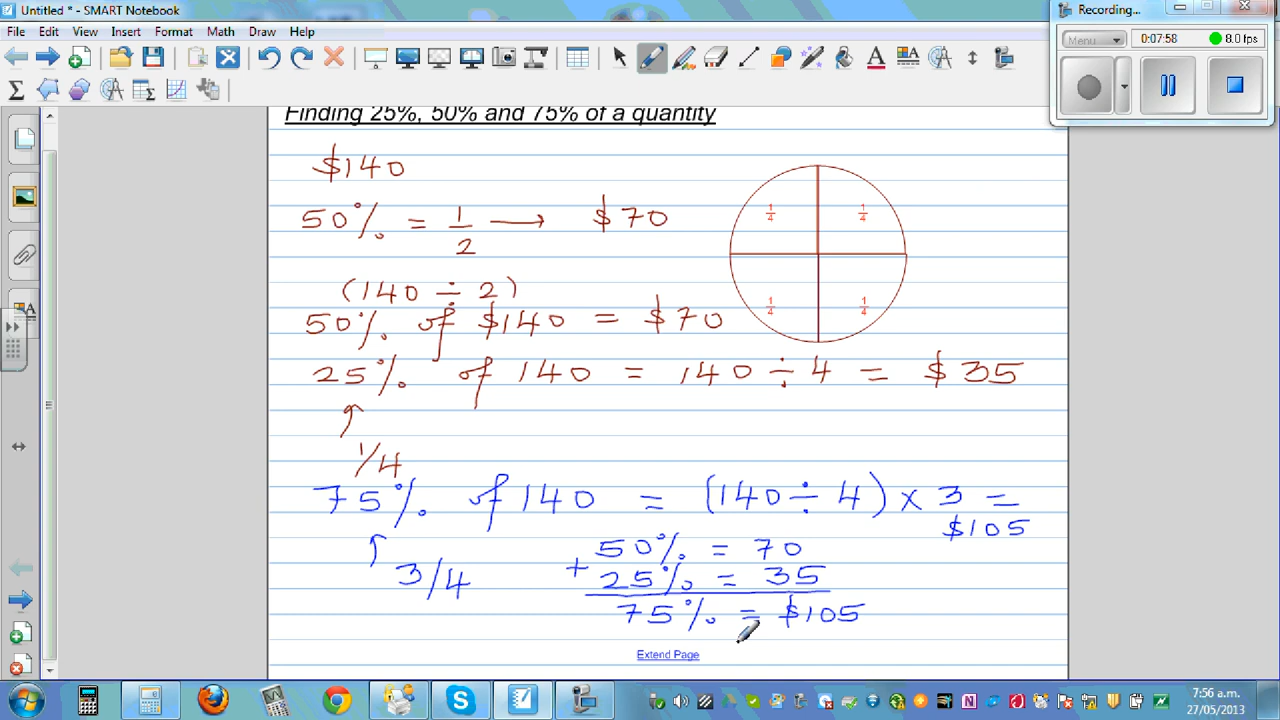 Untitled * - SMART Notebook
Recording...
File Edit View Insert Format Math Draw Help
Menu 00:07:58 8.0 fps
Finding 25%, 50% and 75% of a quantity
$140
50% = 1/2 → $70
(140 ÷ 2)
50% of $140 = $70
25% of 140 = 140 ÷ 4 = $35
1/4
75% of 140 = (140 ÷ 4) × 3 =
$105
3/4
50% = 70
+ 25% = 35
75% = $105
1/4 1/4
1/4 1/4
Extend Page
7:56 a.m.
27/05/2013